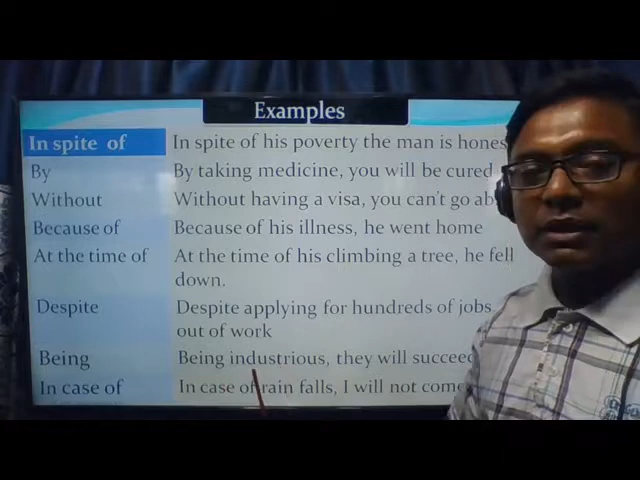 Examples
In spite of In spite of his poverty the man is hones
By By taking medicine, you will be cured
Without Without having a visa, you can't go ab
Because of Because of his illness, he went home
At the time of At the time of his climbing a tree, he fell
down.
Despite Despite applying for hundreds of jobs
out of work
Being Being industrious, they will succeed
In case of In case of rain falls, I will not come